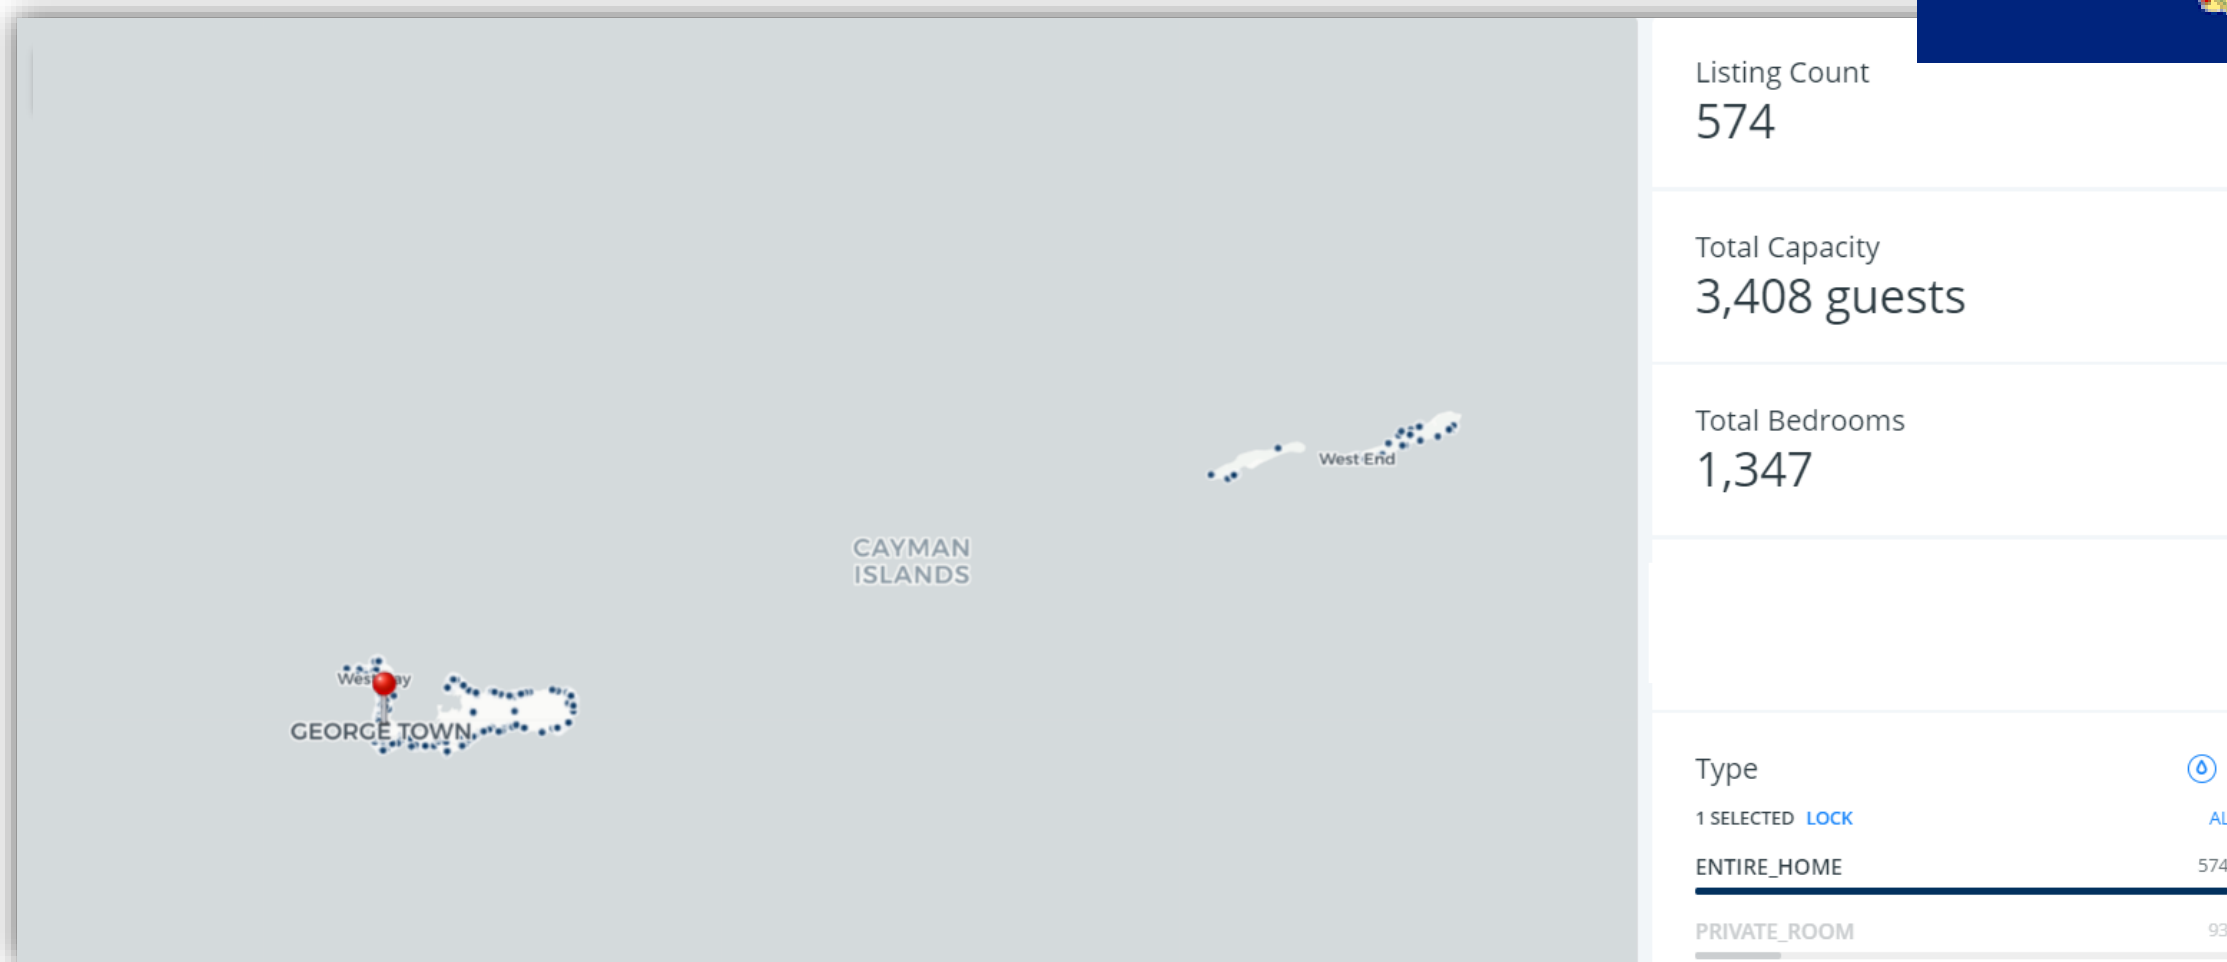 Listing Count
574
Total Capacity
3,408 guests
Total Bedrooms
1,347
West End
CAYMAN
ISLANDS
GEORGE TOWN
Type
1 SELECTED LOCK
ENTIRE_HOME 574
PRIVATE_ROOM 93